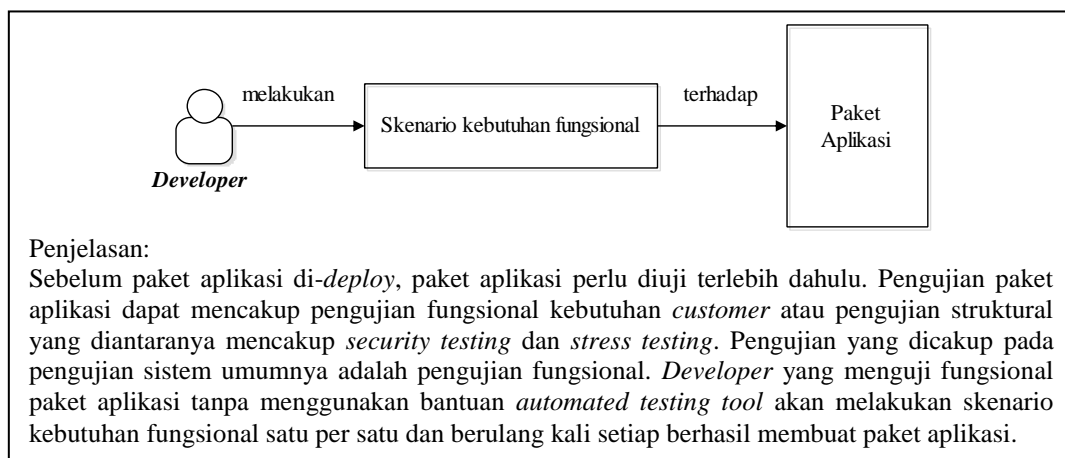 melakukan
terhadap
Skenario kebutuhan fungsional
Paket
Aplikasi
Developer
Penjelasan:
Sebelum paket aplikasi di-deploy, paket aplikasi perlu diuji terlebih dahulu. Pengujian paket
aplikasi dapat mencakup pengujian fungsional kebutuhan customer atau pengujian struktural
yang diantaranya mencakup security testing dan stress testing. Pengujian yang dicakup pada
pengujian sistem umumnya adalah pengujian fungsional. Developer yang menguji fungsional
paket aplikasi tanpa menggunakan bantuan automated testing tool akan melakukan skenario
kebutuhan fungsional satu per satu dan berulang kali setiap berhasil membuat paket aplikasi.